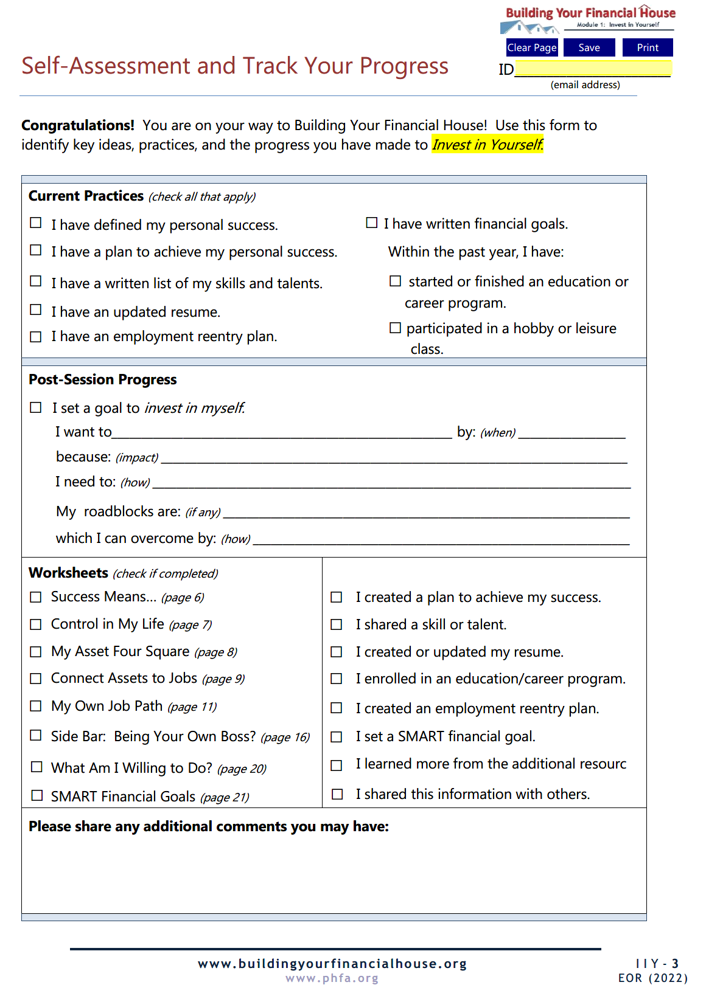 Building Your Financial House
Module 1: Invest in Yourself
Clear Page Save Print
Self-Assessment and Track Your Progress
ID
(email address)
Congratulations! You are on your way to Building Your Financial House! Use this form to
identify key ideas, practices, and the progress you have made to Invest in Yourself.
Current Practices (check all that apply)
I have defined my personal success.
I have a plan to achieve my personal success.
I have a written list of my skills and talents.
I have an updated resume.
I have an employment reentry plan.
I have written financial goals.
Within the past year, I have:
started or finished an education or
career program.
participated in a hobby or leisure
class.
Post-Session Progress
I set a goal to invest in myself.
I want to by: (when)
because: (impact)
I need to: (how)
My roadblocks are: (if any)
which I can overcome by: (how)
Worksheets (check if completed)
Success Means... (page 6)
Control in My Life (page 7)
My Asset Four Square (page 8)
Connect Assets to Jobs (page 9)
My Own Job Path (page 11)
Side Bar: Being Your Own Boss? (page 16)
What Am I Willing to Do? (page 20)
SMART Financial Goals (page 21)
I created a plan to achieve my success.
I shared a skill or talent.
I created or updated my resume.
I enrolled in an education/career program.
I created an employment reentry plan.
I set a SMART financial goal.
I learned more from the additional resourc
I shared this information with others.
Please share any additional comments you may have:
www.buildingyourfinancialhouse.org
www.phfa.org
IIY-3
EOR (2022)